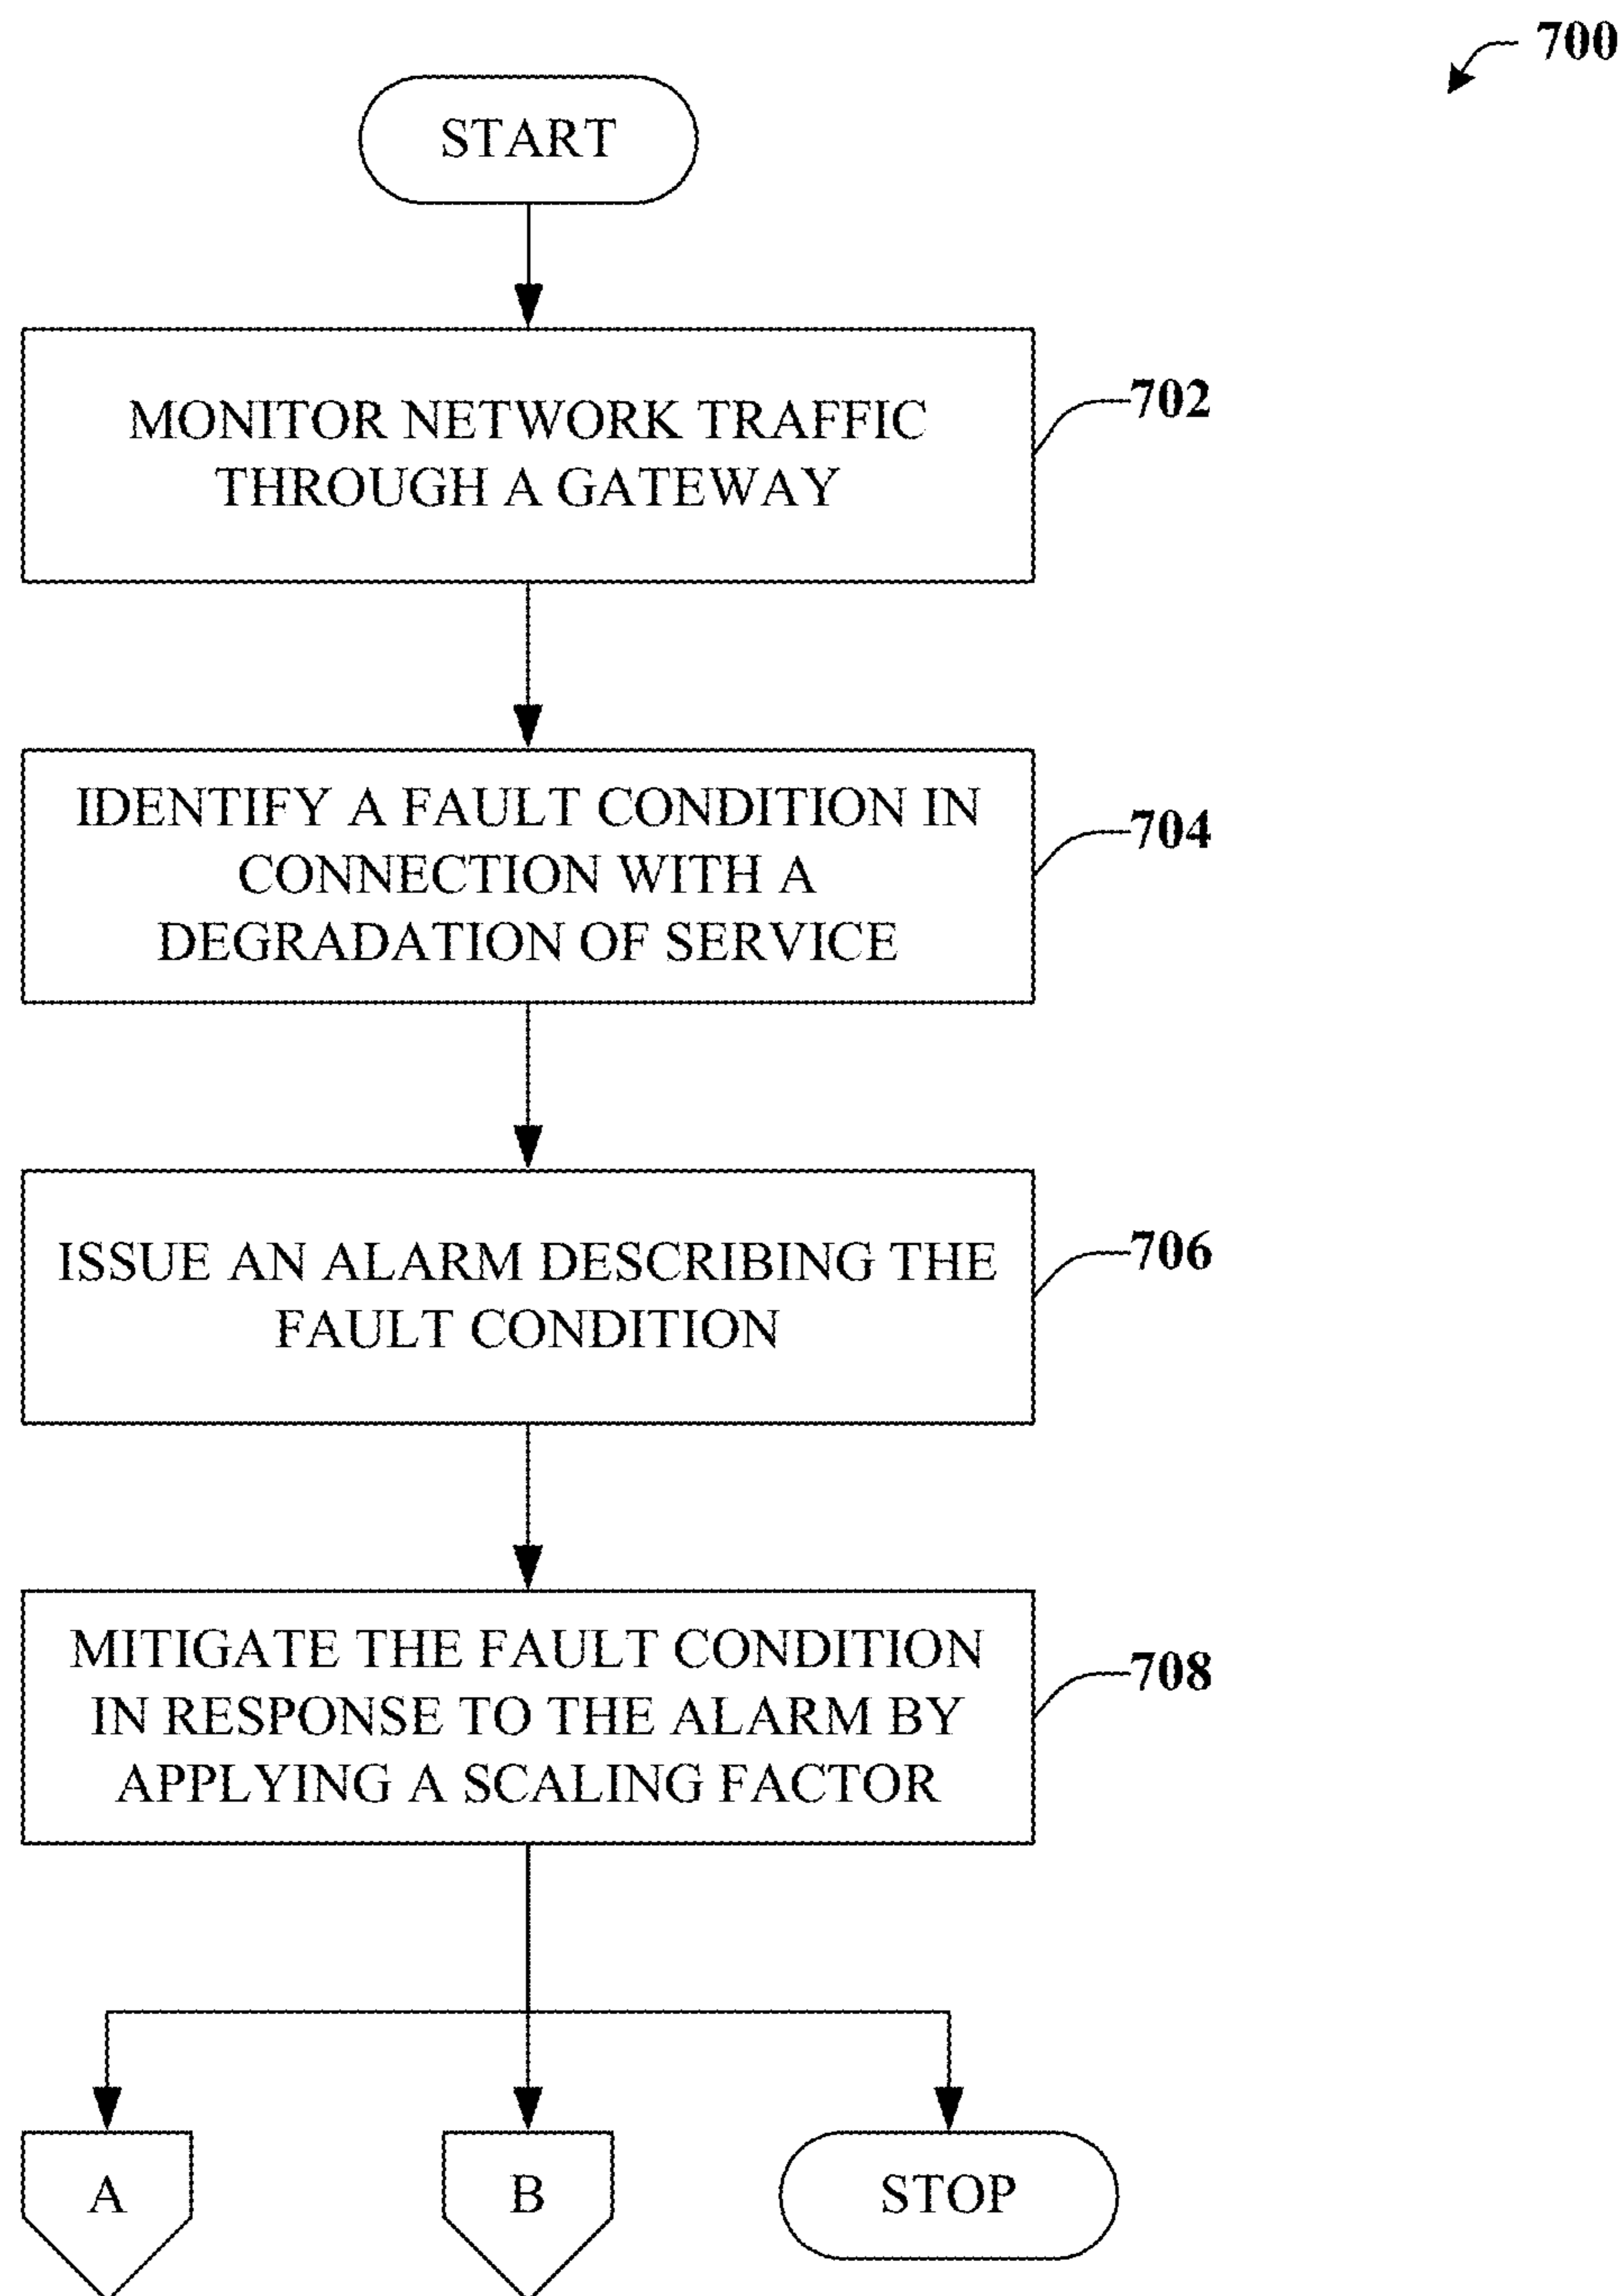 700
START
MONITOR NETWORK TRAFFIC
THROUGH A GATEWAY
702
IDENTIFY A FAULT CONDITION IN
CONNECTION WITH A
DEGRADATION OF SERVICE
704
ISSUE AN ALARM DESCRIBING THE
FAULT CONDITION
706
MITIGATE THE FAULT CONDITION
IN RESPONSE TO THE ALARM BY
APPLYING A SCALING FACTOR
708
A
B
STOP